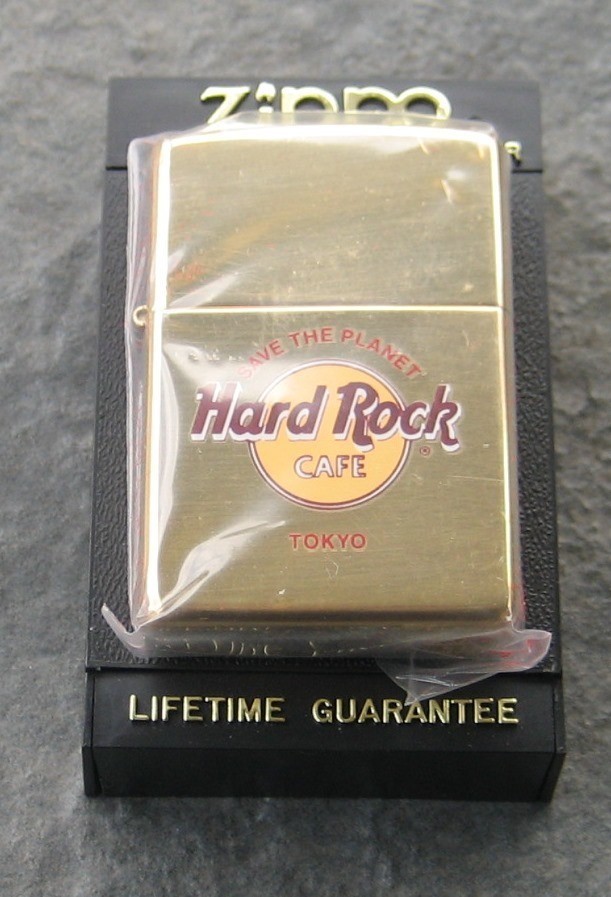 zippo
SAVE THE PLANET
Hard Rock
CAFE
®
TOKYO
LIFETIME GUARANTEE